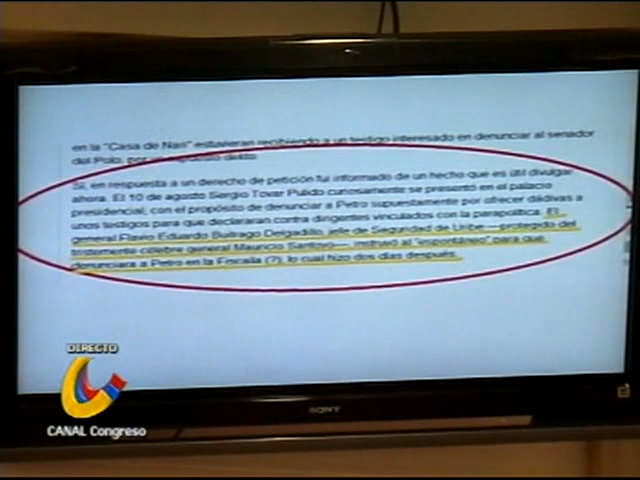 en la "Casa de Nari" estuvieran recibiendo a un testigo interesado en denunciar al senador
del Polo, por un supuesto delito.
Sí, en respuesta a un derecho de petición fui informado de un hecho que es útil divulgar
ahora. El 10 de agosto Sergio Tovar Pulido curiosamente se presentó en el palacio
presidencial, con el propósito de denunciar a Petro supuestamente por ofrecer dádivas a
unos testigos para que declararan contra dirigentes vinculados con la parapolítica. El
general Flavio Eduardo Buitrago Delgadillo, jefe de Seguridad de Uribe —protegido del
tristemente célebre general Mauricio Santoyo—, instruyó al "espontáneo" para que
denunciara a Petro en la Fiscalía (?), lo cual hizo dos días después.
DIRECTO
CANAL Congreso
SONY